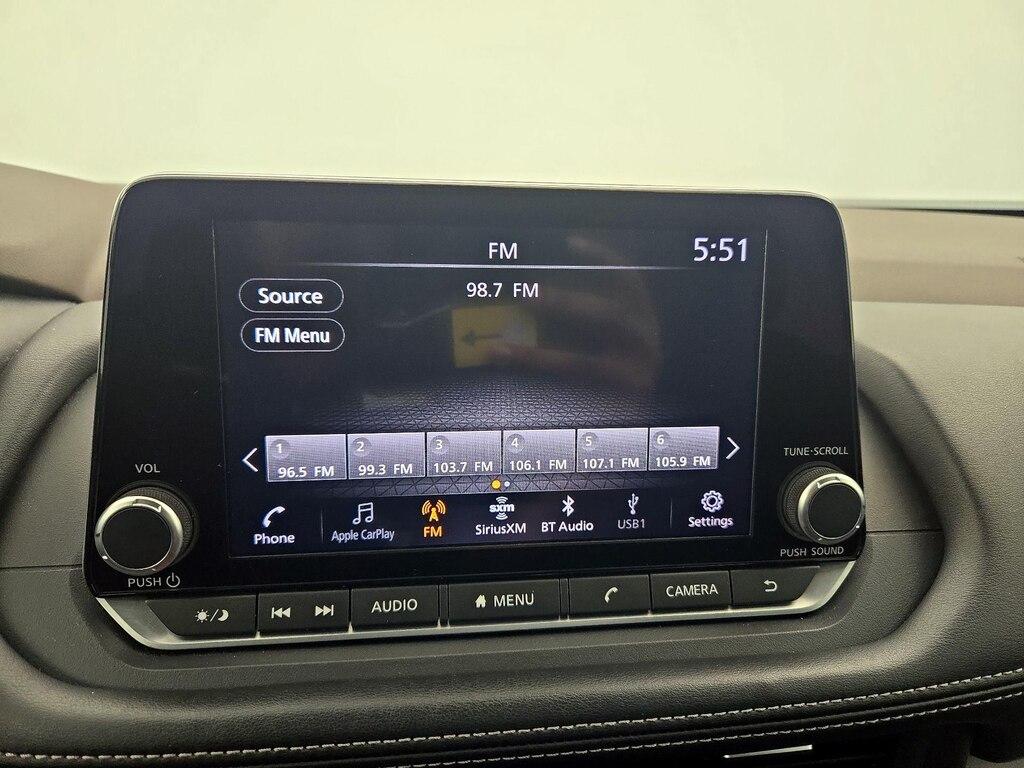 FM
5:51
98.7 FM
Source
FM Menu
1
96.5 FM
2
99.3 FM
3
103.7 FM
4
106.1 FM
5
107.1 FM
6
105.9 FM
VOL
TUNE·SCROLL
Phone
Apple CarPlay
FM
sxm
SiriusXM
BT Audio
USB1
Settings
PUSH
PUSH SOUND
AUDIO
MENU
CAMERA